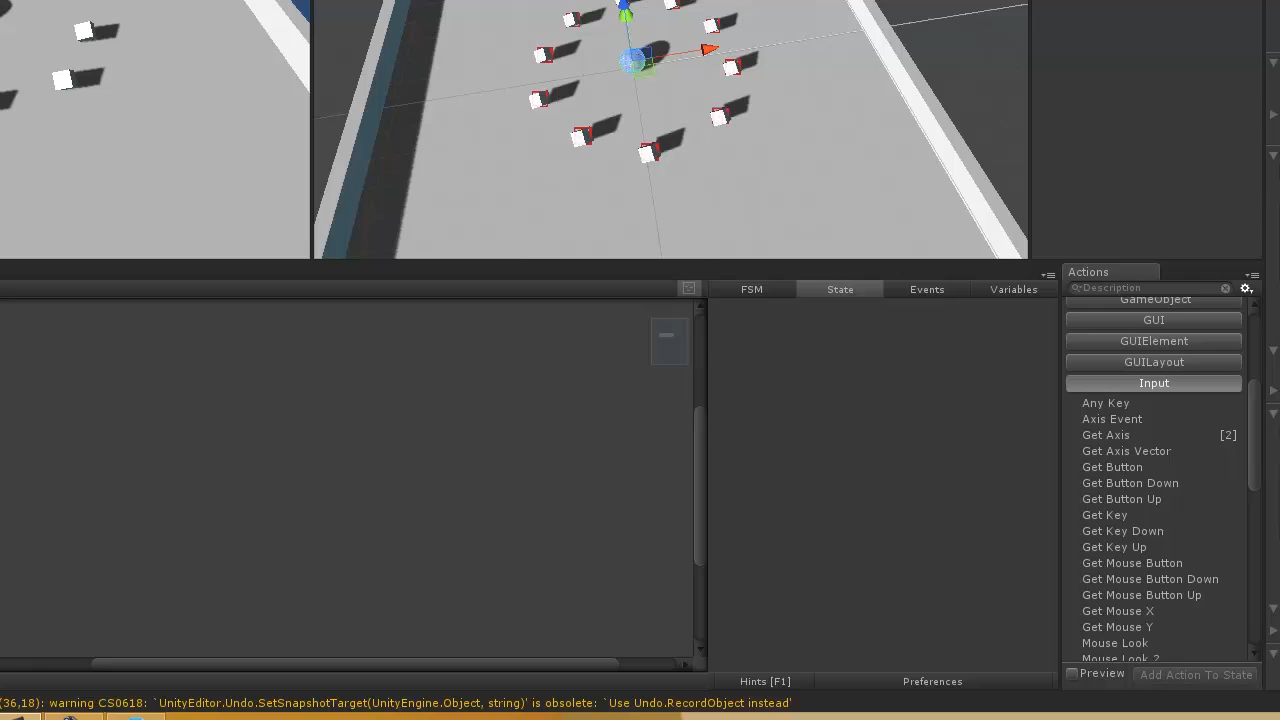 Actions
FSM
State
Events
Variables
Description
GameObject
GUI
GUIElement
GUILayout
Input
Any Key
Axis Event
Get Axis [2]
Get Axis Vector
Get Button
Get Button Down
Get Button Up
Get Key
Get Key Down
Get Key Up
Get Mouse Button
Get Mouse Button Down
Get Mouse Button Up
Get Mouse X
Get Mouse Y
Mouse Look
Mouse Look 2
Hints [F1]
Preferences
Preview
Add Action To State
(36,18): warning CS0618: `UnityEditor.Undo.SetSnapshotTarget(UnityEngine.Object, string)' is obsolete: `Use Undo.RecordObject instead'